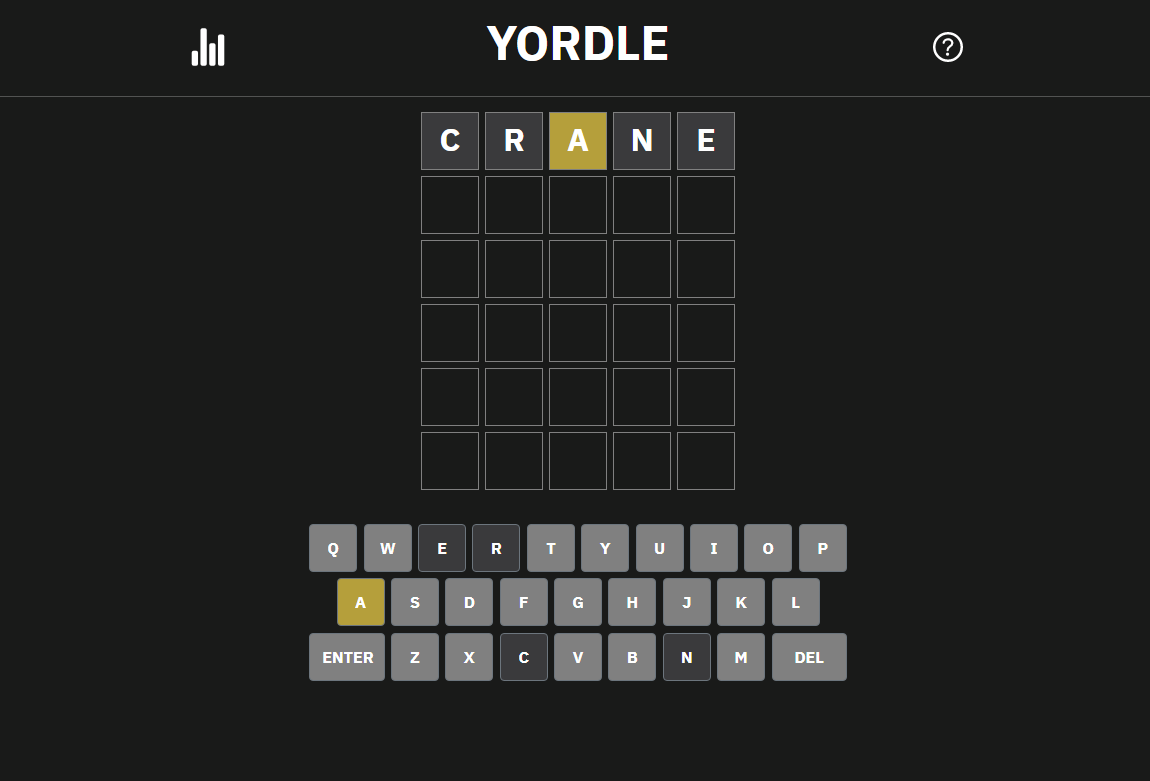 YORDLE
C R A N E
Q W E R T Y U I O P
A S D F G H J K L
ENTER Z X C V B N M DEL